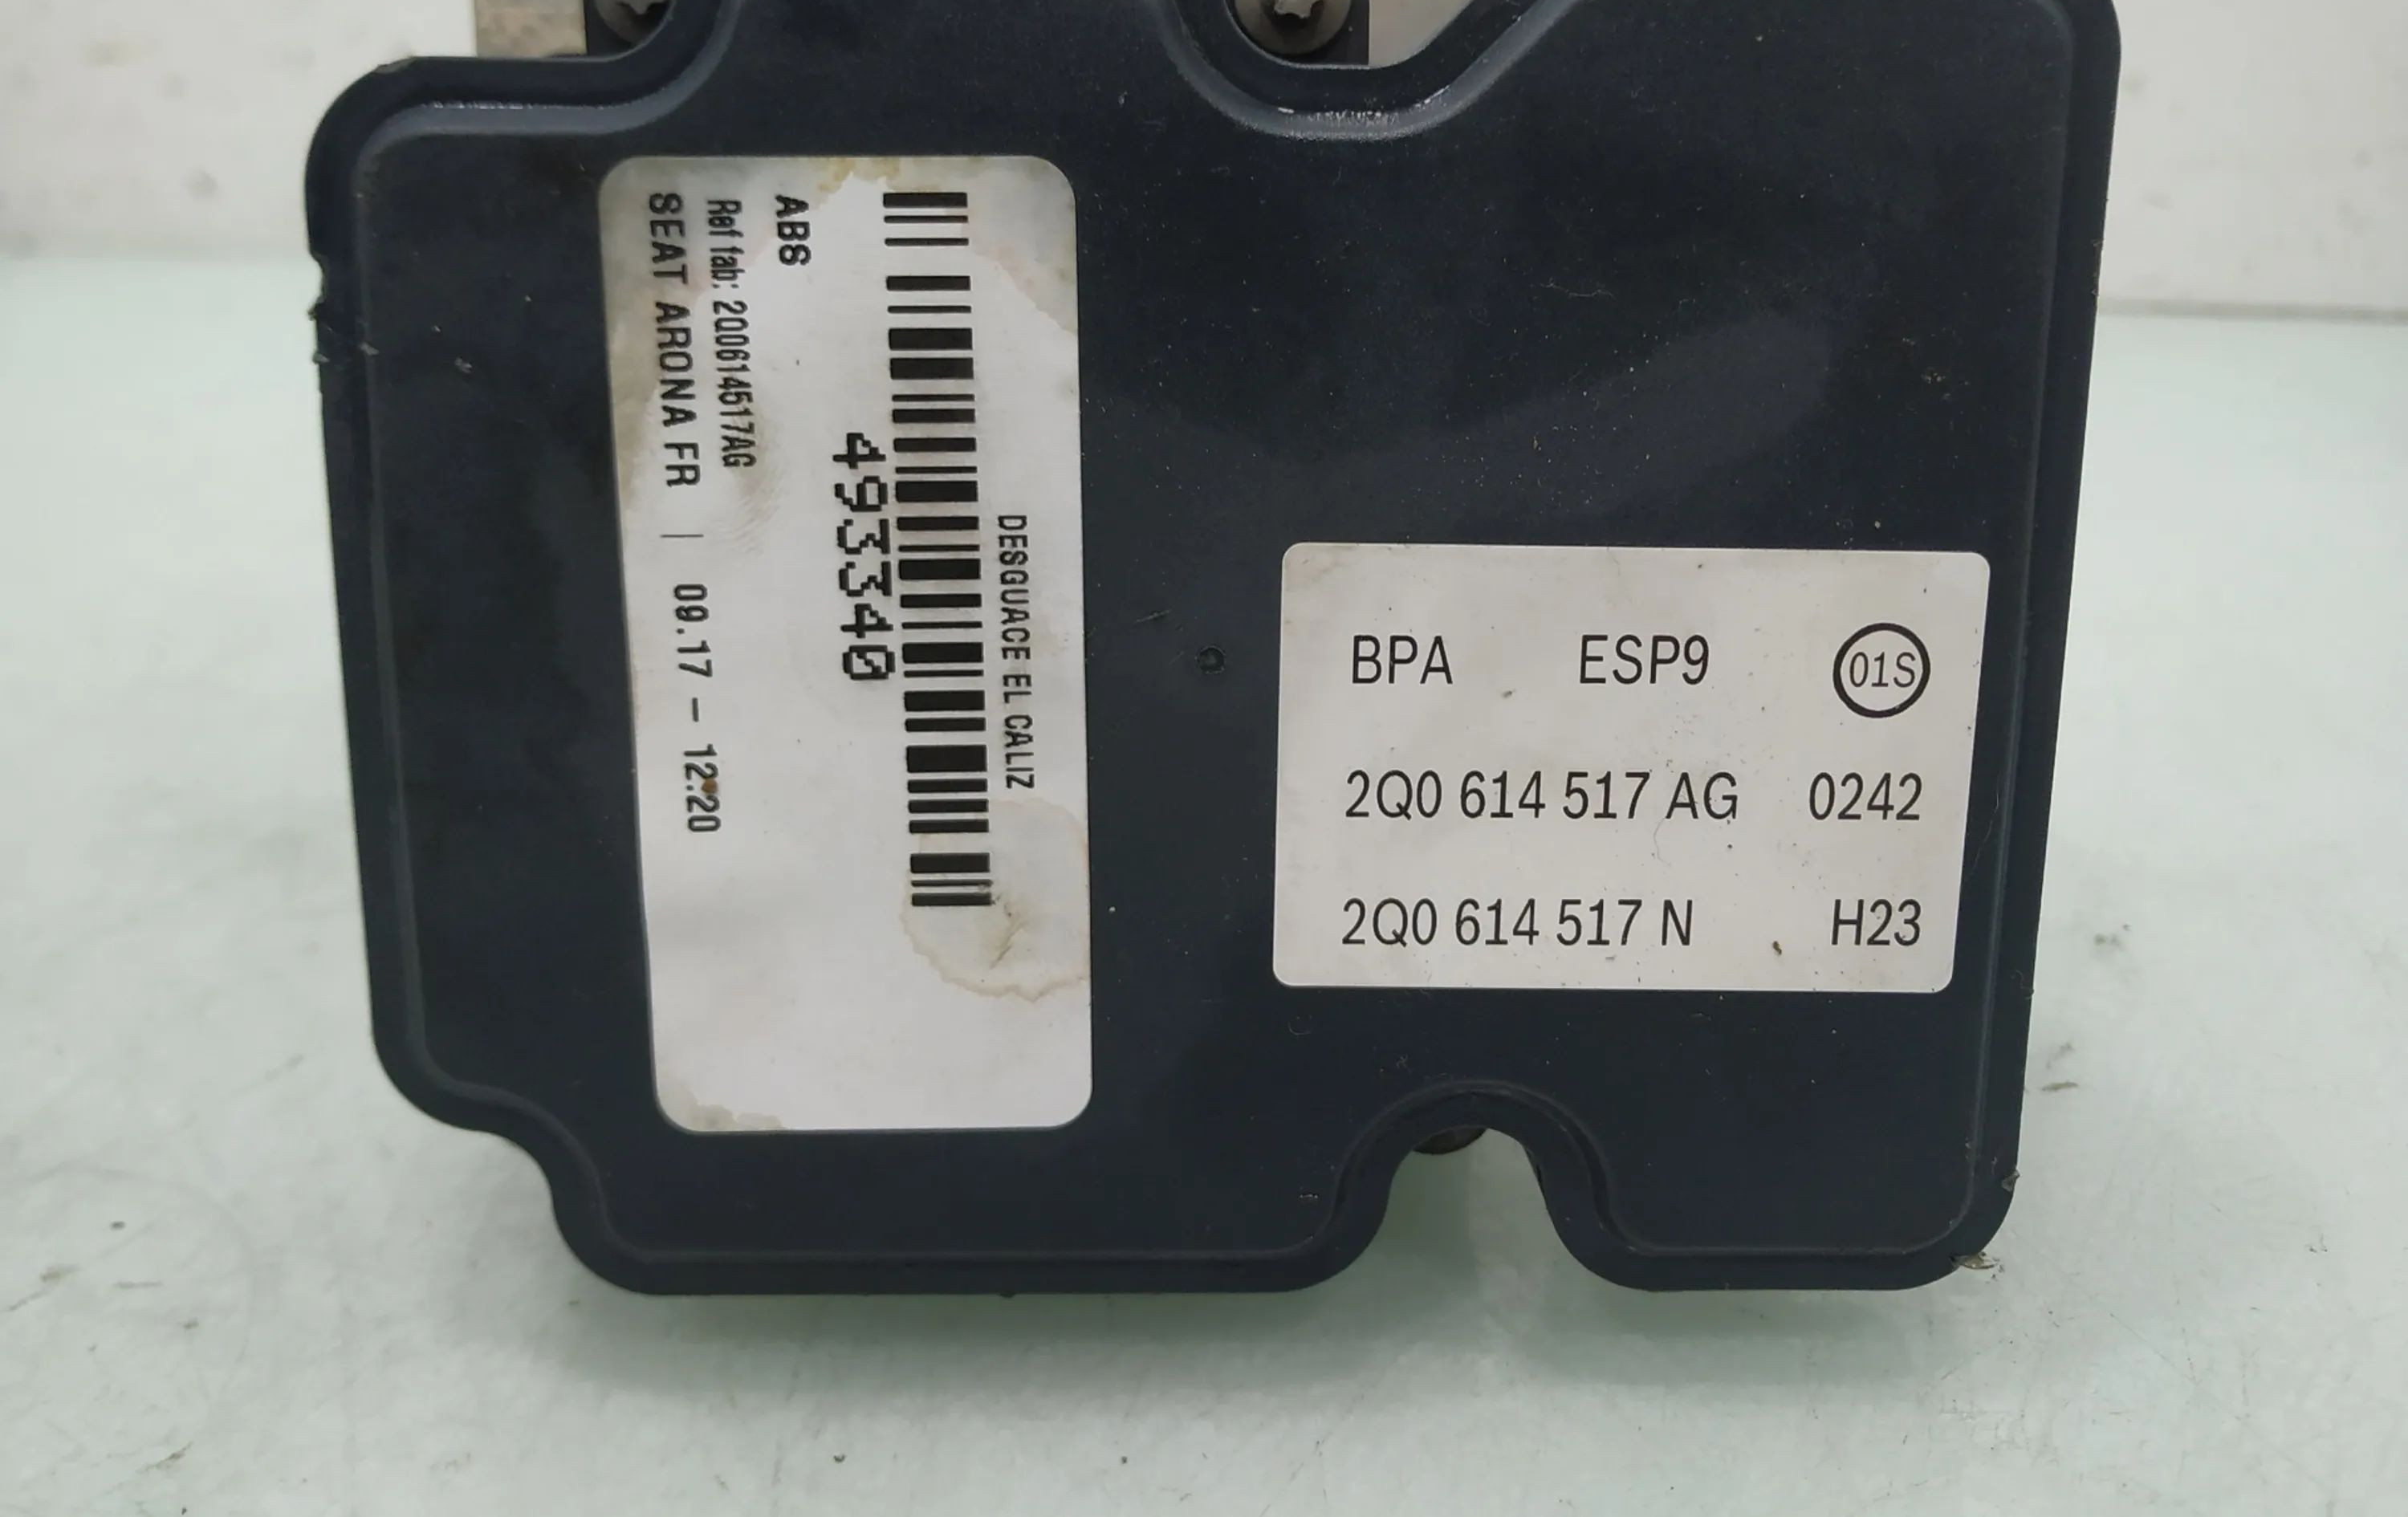 DESGUACE EL CALIZ
4933340
ABS
Ref fab: 2Q0614517AG
SEAT ARONA FR | 09.17 - 12.20
BPA ESP9 01S
2Q0 614 517 AG 0242
2Q0 614 517 N H23